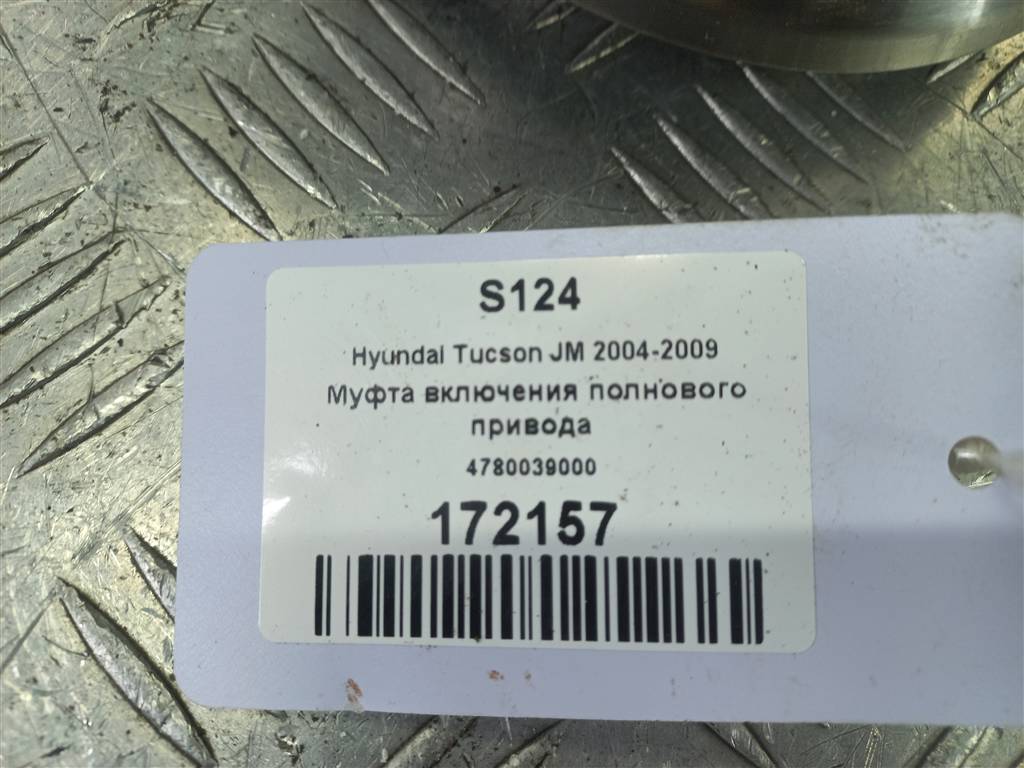 S124
Hyundai Tucson JM 2004-2009
Муфта включения полнового
привода
4780039000
172157